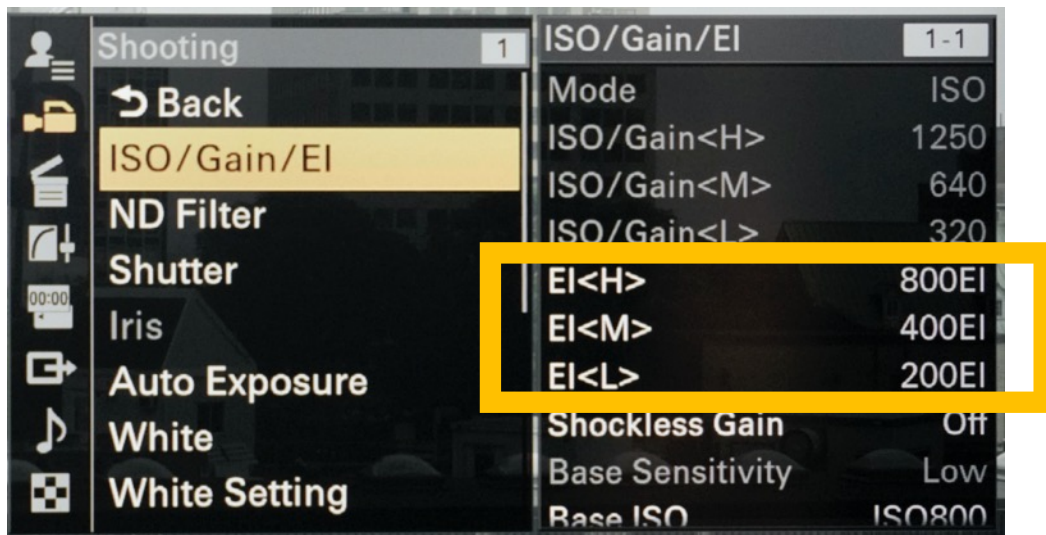 Shooting 1
Back
ISO/Gain/EI
ND Filter
Shutter
Iris
Auto Exposure
White
White Setting
00:00
ISO/Gain/EI 1-1
Mode ISO
ISO/Gain<H> 1250
ISO/Gain<M> 640
ISO/Gain<L> 320
EI<H> 800EI
EI<M> 400EI
EI<L> 200EI
Shockless Gain Off
Base Sensitivity Low
Base ISO ISO800